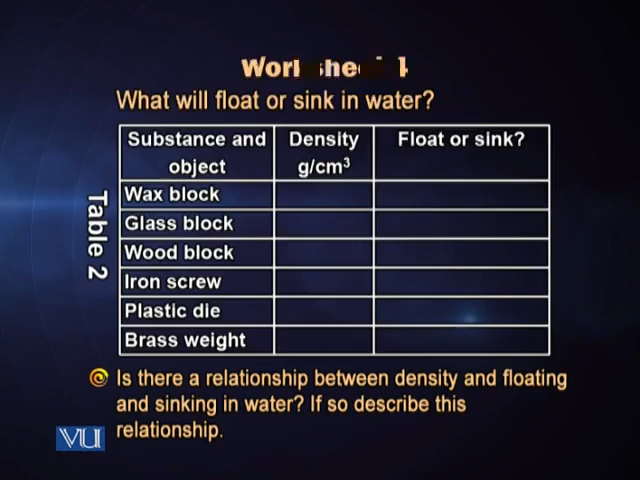 Worksheet 4
What will float or sink in water?
Substance and object Density g/cm³ Float or sink?
Wax block
Glass block
Wood block
Iron screw
Plastic die
Brass weight
Table 2
Is there a relationship between density and floating
and sinking in water? If so describe this
relationship.
VU